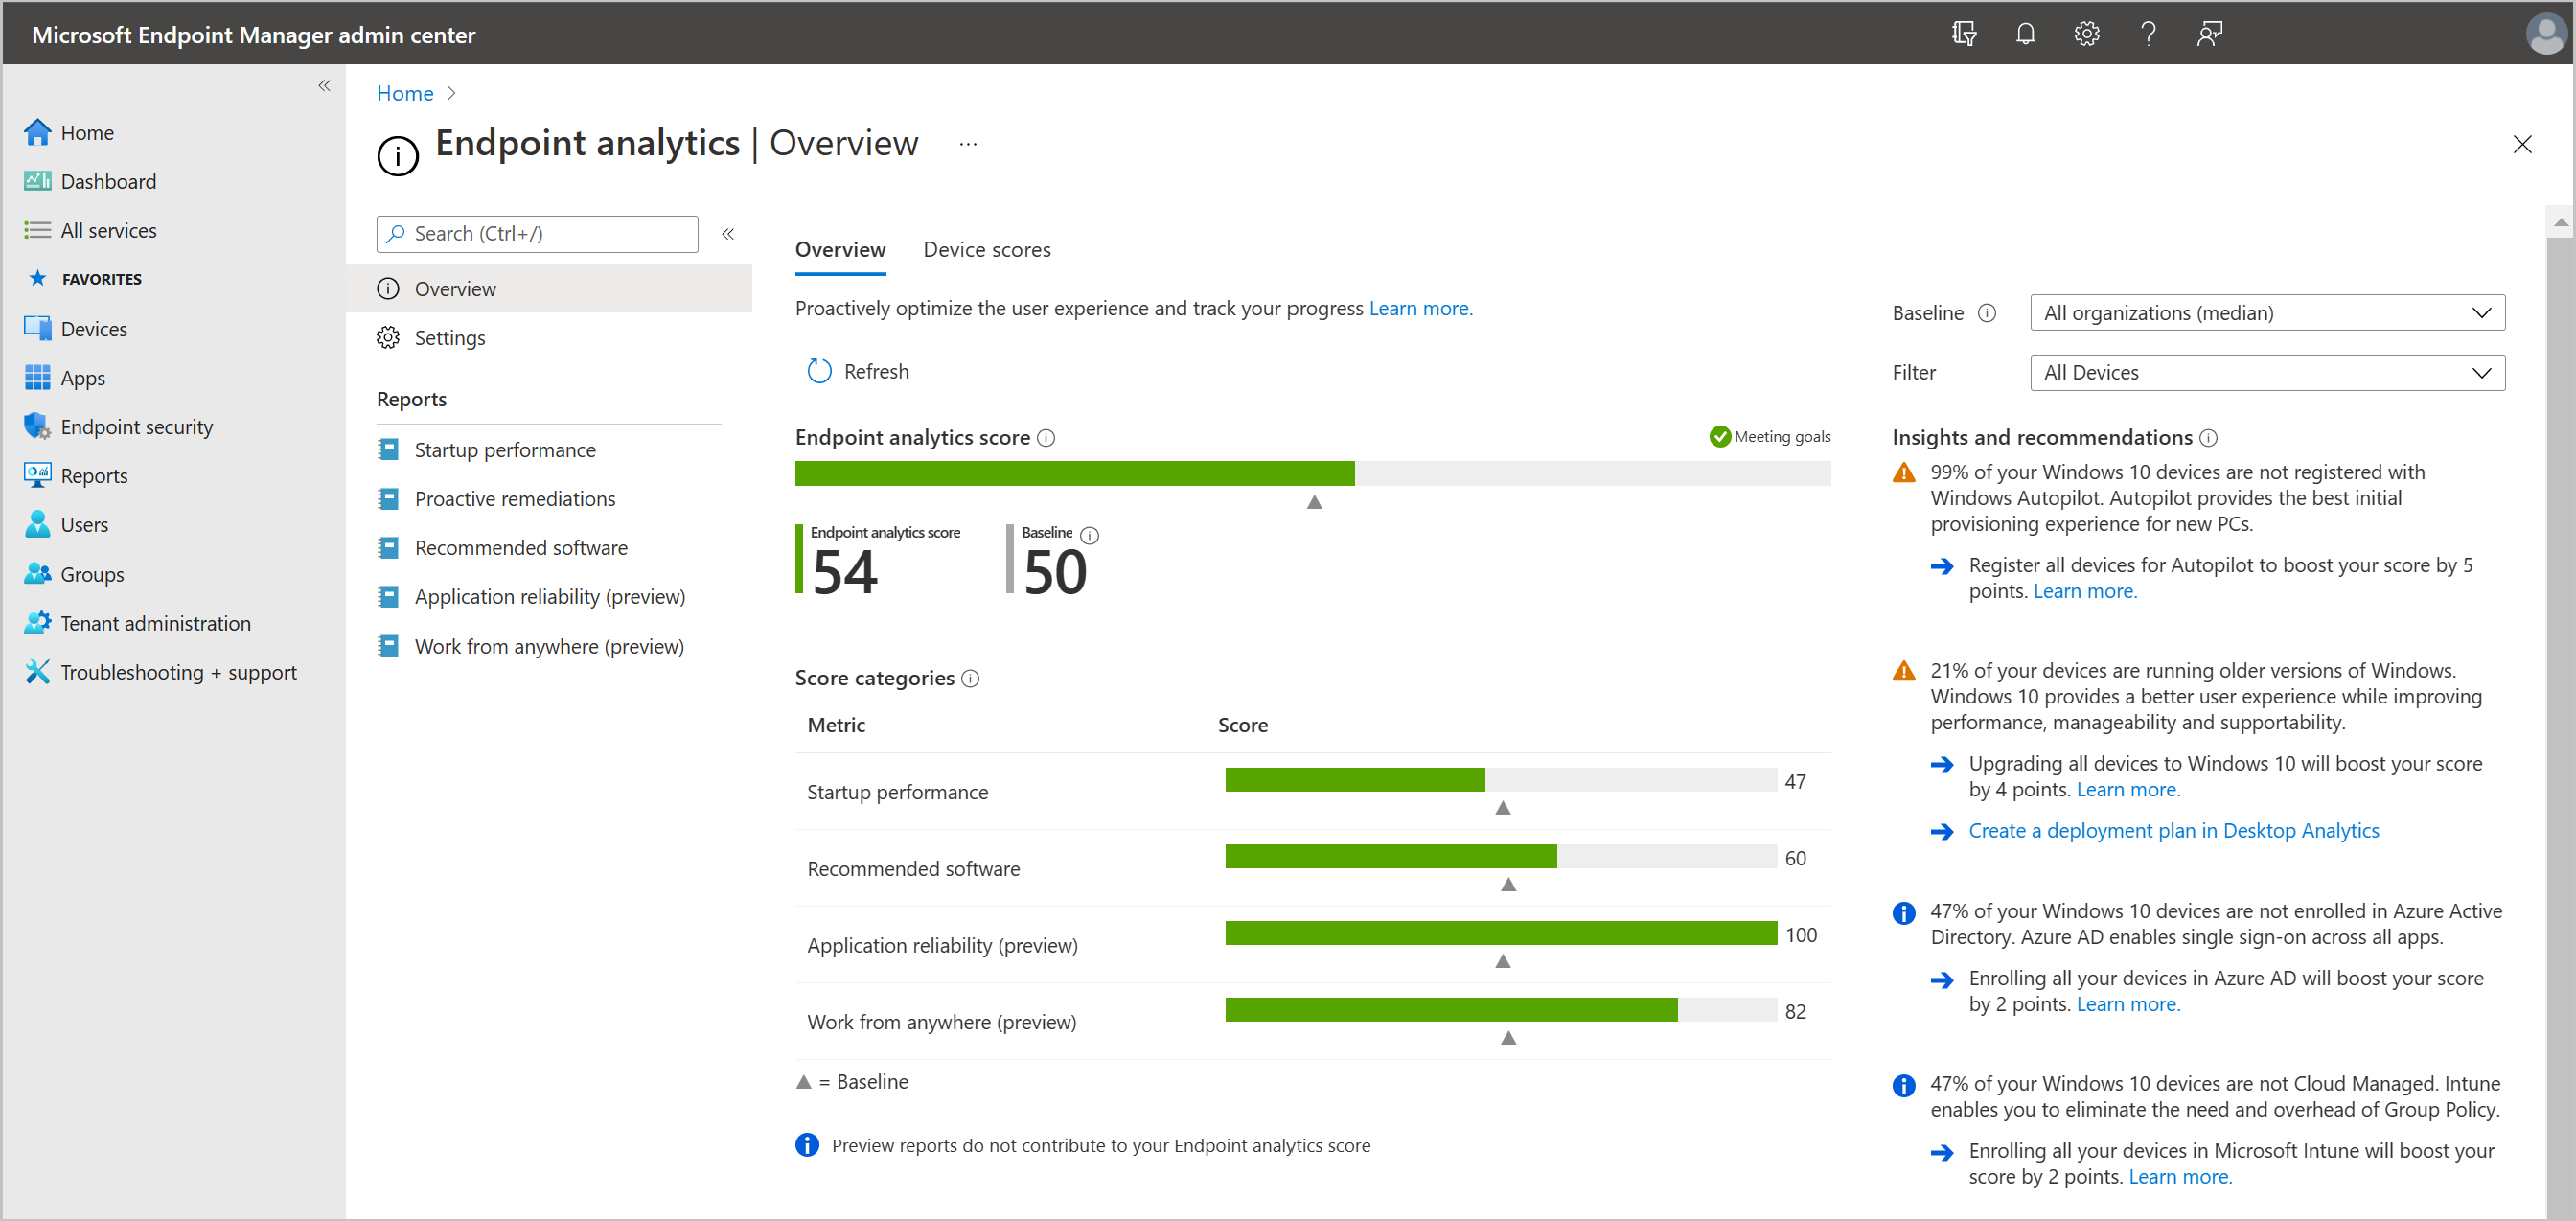 Microsoft Endpoint Manager admin center
Home
Dashboard
All services
FAVORITES
Devices
Apps
Endpoint security
Reports
Users
Groups
Tenant administration
Troubleshooting + support
Home
Endpoint analytics | Overview
Search (Ctrl+/)
Overview
Settings
Reports
Startup performance
Proactive remediations
Recommended software
Application reliability (preview)
Work from anywhere (preview)
Overview Device scores
Proactively optimize the user experience and track your progress Learn more.
Refresh
Endpoint analytics score
Meeting goals
Endpoint analytics score
54
Baseline
50
Score categories
Metric Score
Startup performance 47
Recommended software 60
Application reliability (preview) 100
Work from anywhere (preview) 82
= Baseline
Preview reports do not contribute to your Endpoint analytics score
Baseline All organizations (median)
Filter All Devices
Insights and recommendations
99% of your Windows 10 devices are not registered with
Windows Autopilot. Autopilot provides the best initial
provisioning experience for new PCs.
Register all devices for Autopilot to boost your score by 5
points. Learn more.
21% of your devices are running older versions of Windows.
Windows 10 provides a better user experience while improving
performance, manageability and supportability.
Upgrading all devices to Windows 10 will boost your score
by 4 points. Learn more.
Create a deployment plan in Desktop Analytics
47% of your Windows 10 devices are not enrolled in Azure Active
Directory. Azure AD enables single sign-on across all apps.
Enrolling all your devices in Azure AD will boost your score
by 2 points. Learn more.
47% of your Windows 10 devices are not Cloud Managed. Intune
enables you to eliminate the need and overhead of Group Policy.
Enrolling all your devices in Microsoft Intune will boost your
score by 2 points. Learn more.